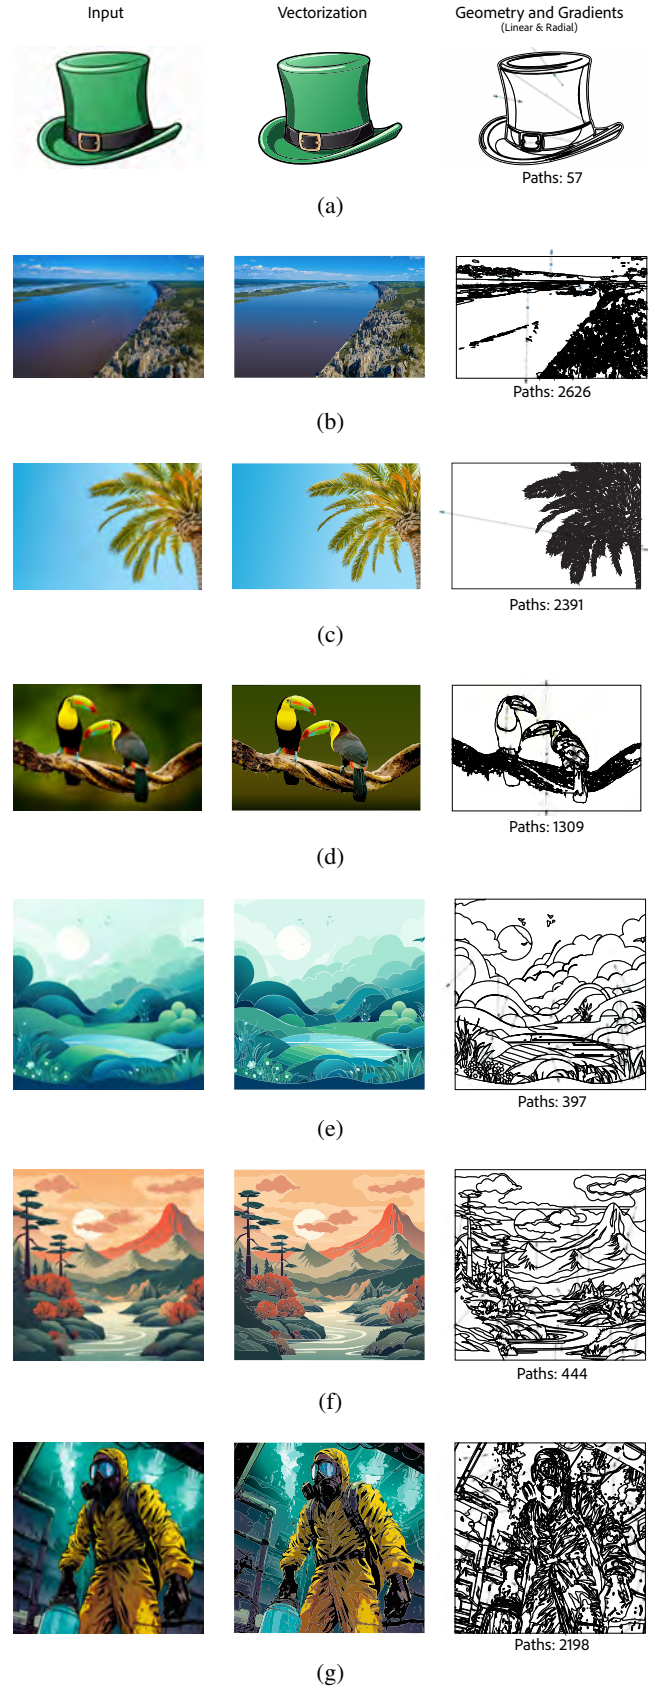 Input
Vectorization
Geometry and Gradients
(Linear & Radial)
Paths: 57
(a)
Paths: 2626
(b)
Paths: 2391
(c)
Paths: 1309
(d)
Paths: 397
(e)
Paths: 444
(f)
Paths: 2198
(g)